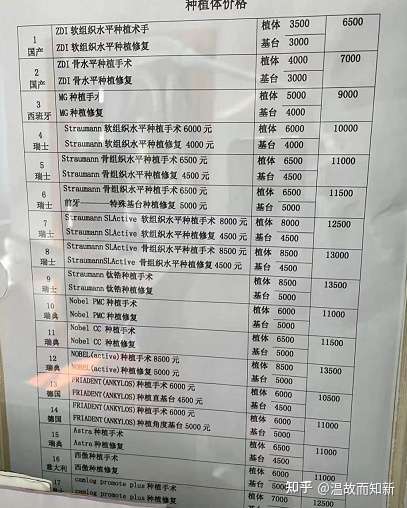 种植体价格
1
国产
ZDI 软组织水平种植术手
ZDI 软组织水平种植修复
植体 3500
基台 3000
6500
2
国产
ZDI 骨水平种植手术
ZDI 骨水平种植修复
植体 4000
基台 3000
7000
3
西班牙
MG 种植手术
MG 种植修复
植体 5000
基台 4000
9000
4
瑞士
Straumann 软组织水平种植手术 6000 元
Straumann 软组织水平种植修复 4000 元
植体 6000
基台 4000
10000
5
瑞士
Straumann 骨组织水平种植手术 6500 元
Straumann 骨组织水平种植修复 4500 元
植体 6500
基台 4500
11000
6
瑞士
Straumann 骨组织水平种植手术 6500 元
前牙——特殊基台种植修复 5000 元
植体 6500
基台 5000
11500
7
瑞士
Straumann SLActive 软组织水平种植手术 8000 元
Straumann SLActive 软组织水平种植修复 4500 元
植体 8000
基台 4500
12500
8
瑞士
Straumann SLActive 骨组织水平种植手术 8500 元
StraumannSLActive 骨组织水平种植修复 4500 元
植体 8500
基台 4500
13000
9
瑞士
Straumann 钛锆种植手术
Straumann 钛锆种植修复
植体 8500
基台 5000
13500
10
瑞典
Nobel PMC 种植手术
Nobel PMC 种植修复
植体 6000
基台 5000
11000
11
瑞典
Nobel CC 种植手术
Nobel CC 种植修复
植体 6500
基台 5000
11500
12
瑞典
NOBEL(active)种植手术 8500 元
NOBEL(active)种植修复 5000 元
植体 8500
基台 5000
13500
13
德国
FRIADENT(ANKYLOS)种植手术 6000 元
FRIADENT(ANKYLOS)种植直基台 4500 元
植体 6000
基台 4500
10500
14
德国
FRIADENT(ANKYLOS)种植手术 6000 元
FRIADENT(ANKYLOS)种植角度基台 5000 元
植体 6000
基台 5000
11000
15
瑞典
Astra 种植手术
Astra 种植修复
植体 6500
基台 4500
11000
16
意大利
西傲种植手术
西傲种植修复
植体 6000
基台 5000
11000
17
camlog promote plus 种植手术
植体 7000
12500
知乎 @温故而知新